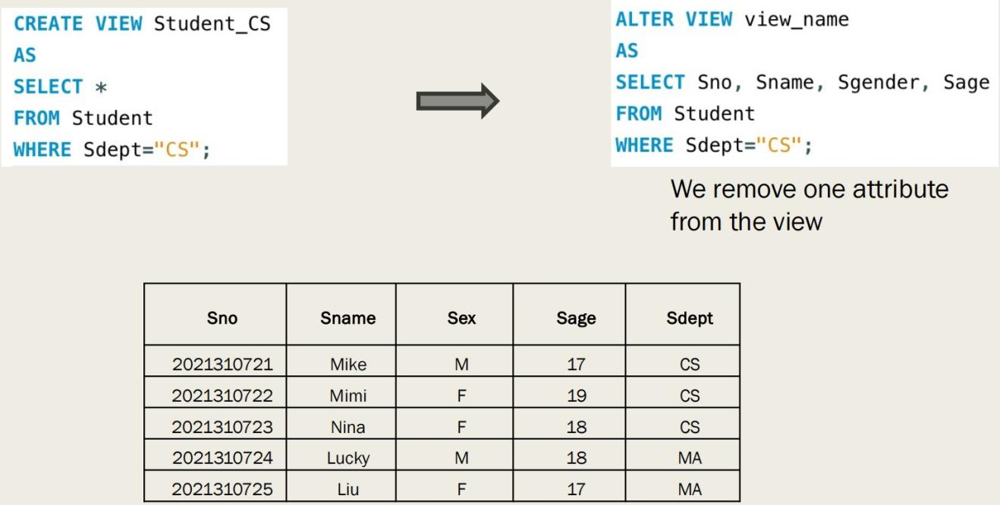 CREATE VIEW Student_CS
AS
SELECT *
FROM Student
WHERE Sdept="CS";
ALTER VIEW view_name
AS
SELECT Sno, Sname, Sgender, Sage
FROM Student
WHERE Sdept="CS";
We remove one attribute
from the view
Sno Sname Sex Sage Sdept
2021310721 Mike M 17 CS
2021310722 Mimi F 19 CS
2021310723 Nina F 18 CS
2021310724 Lucky M 18 MA
2021310725 Liu F 17 MA